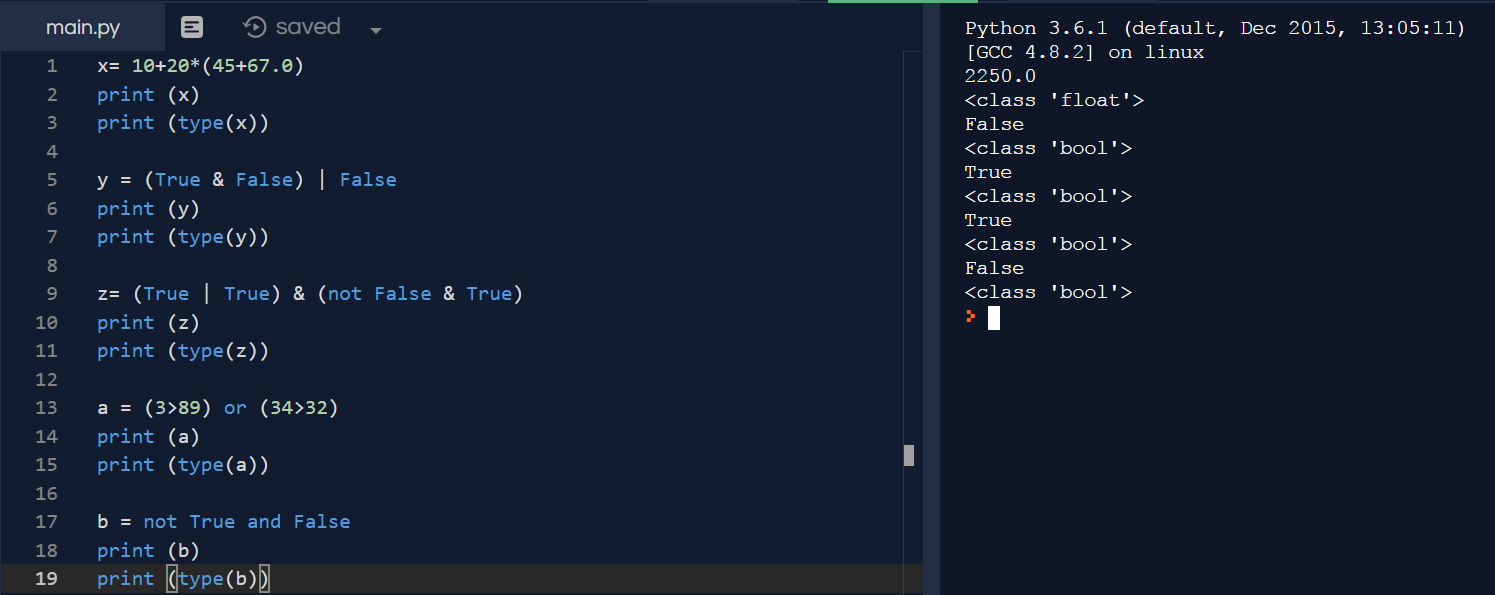 main.py saved
1 x= 10+20*(45+67.0)
2 print (x)
3 print (type(x))
4
5 y = (True & False) | False
6 print (y)
7 print (type(y))
8
9 z= (True | True) & (not False & True)
10 print (z)
11 print (type(z))
12
13 a = (3>89) or (34>32)
14 print (a)
15 print (type(a))
16
17 b = not True and False
18 print (b)
19 print (type(b))
Python 3.6.1 (default, Dec 2015, 13:05:11)
[GCC 4.8.2] on linux
2250.0
<class 'float'>
False
<class 'bool'>
True
<class 'bool'>
True
<class 'bool'>
False
<class 'bool'>